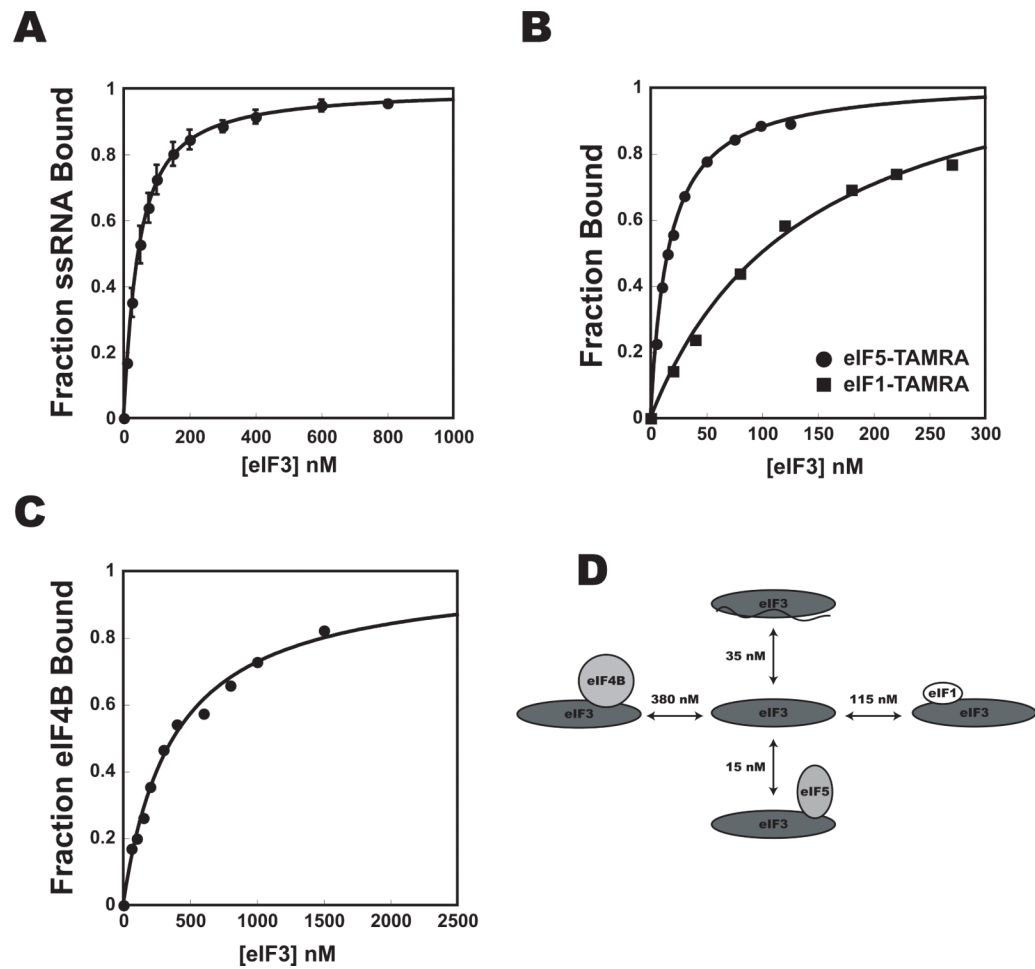 A
Fraction ssRNA Bound
1
0.8
0.6
0.4
0.2
0
0 200 400 600 800 1000
[eIF3] nM
B
Fraction Bound
1
0.8
0.6
0.4
0.2
0
eIF5-TAMRA
eIF1-TAMRA
0 50 100 150 200 250 300
[eIF3] nM
C
Fraction eIF4B Bound
1
0.8
0.6
0.4
0.2
0
0 500 1000 1500 2000 2500
[eIF3] nM
D
eIF3
35 nM
eIF4B
eIF3
380 nM
eIF3
115 nM
eIF1
eIF3
15 nM
eIF5
eIF3